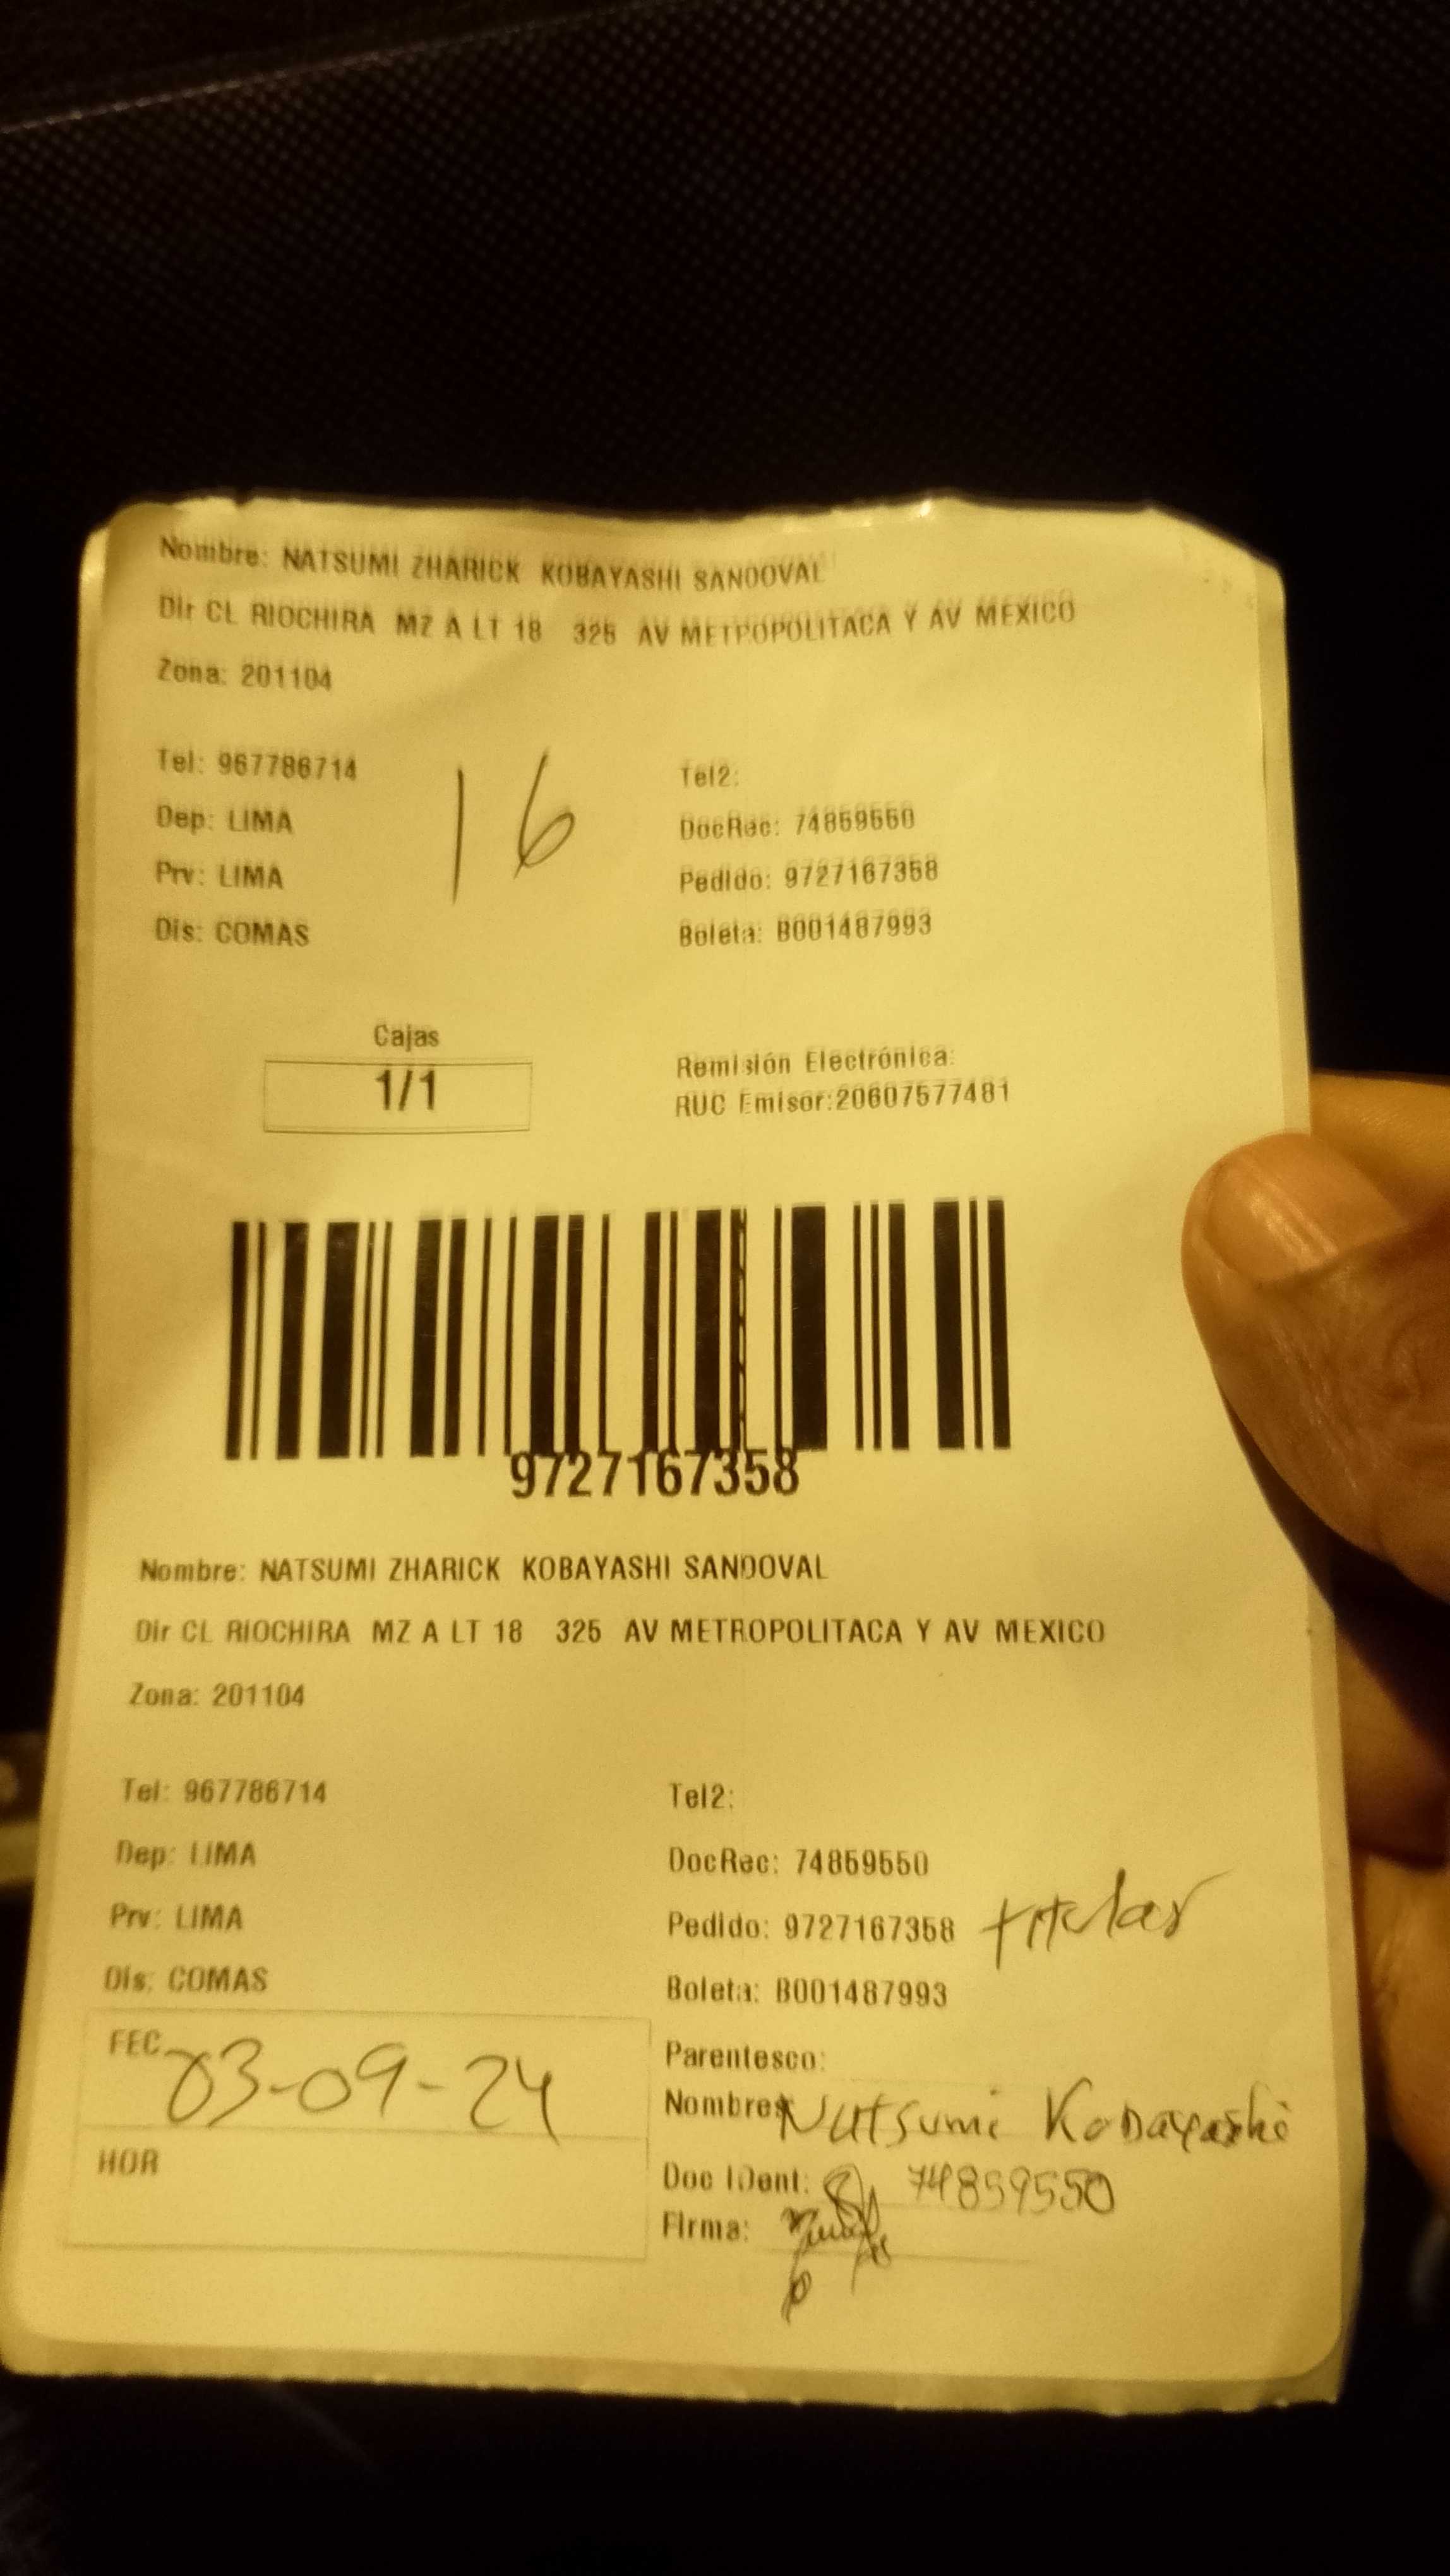 Nombre: NATSUMI ZHARICK KOBAYASHI SANDOVAL
Dir CL RIOCHIRA MZ A LT 18 325 AV METROPOLITACA Y AV MEXICO
Zona: 201104
Tel: 967786714
Tel2:
Dep: LIMA
DocRec: 74859550
Prv: LIMA
Pedido: 9727167358
Dis: COMAS
Boleta: B001487993
16
Cajas
1/1
Remisión Electrónica:
RUC Emisor:20607577481
9727167358
Nombre: NATSUMI ZHARICK KOBAYASHI SANDOVAL
Dir CL RIOCHIRA MZ A LT 18 325 AV METROPOLITACA Y AV MEXICO
Zona: 201104
Tel: 967786714
Tel2:
Dep: LIMA
DocRec: 74859550
Prv: LIMA
Pedido: 9727167358 titular
Dis: COMAS
Boleta: B001487993
FEC 03-09-24
HOR
Parentesco:
Nombre: Natsumi Kobayashi
Doc IDent: 74859550
Firma: